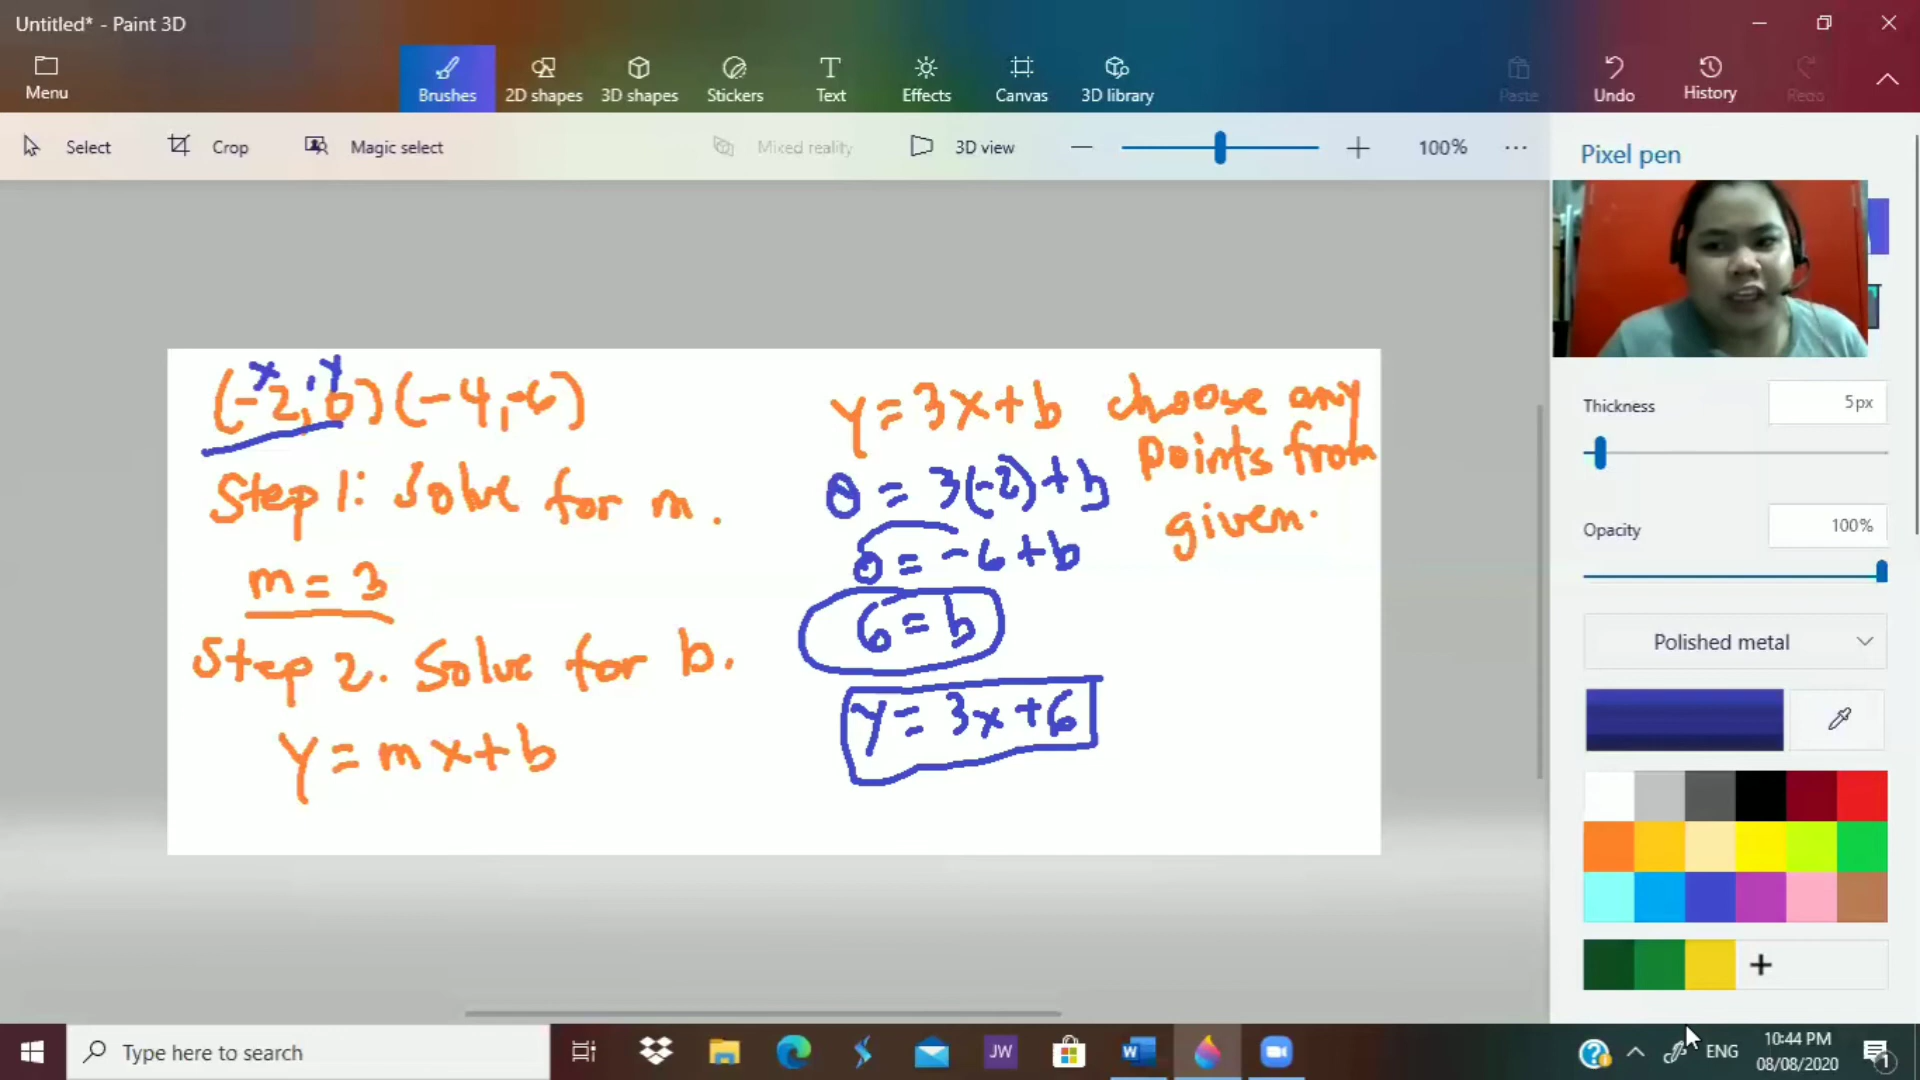 Untitled* - Paint 3D
Menu
Brushes
2D shapes
3D shapes
Stickers
Text
Effects
Canvas
3D library
Paste
Undo
History
Redo
Select
Crop
Magic select
Mixed reality
3D view
100%
Pixel pen
Thickness
5px
Opacity
100%
Polished metal
x y
(-2, 0)(-4,-6)
Step 1: Solve for m.
m = 3
Step 2. Solve for b.
y = mx+b
y=3x+b
0 = 3(-2)+b
0 = -6+b
6 = b
y = 3x+6
choose any
points from
given.
Type here to search
JW
W
ENG
10:44 PM
08/08/2020
1